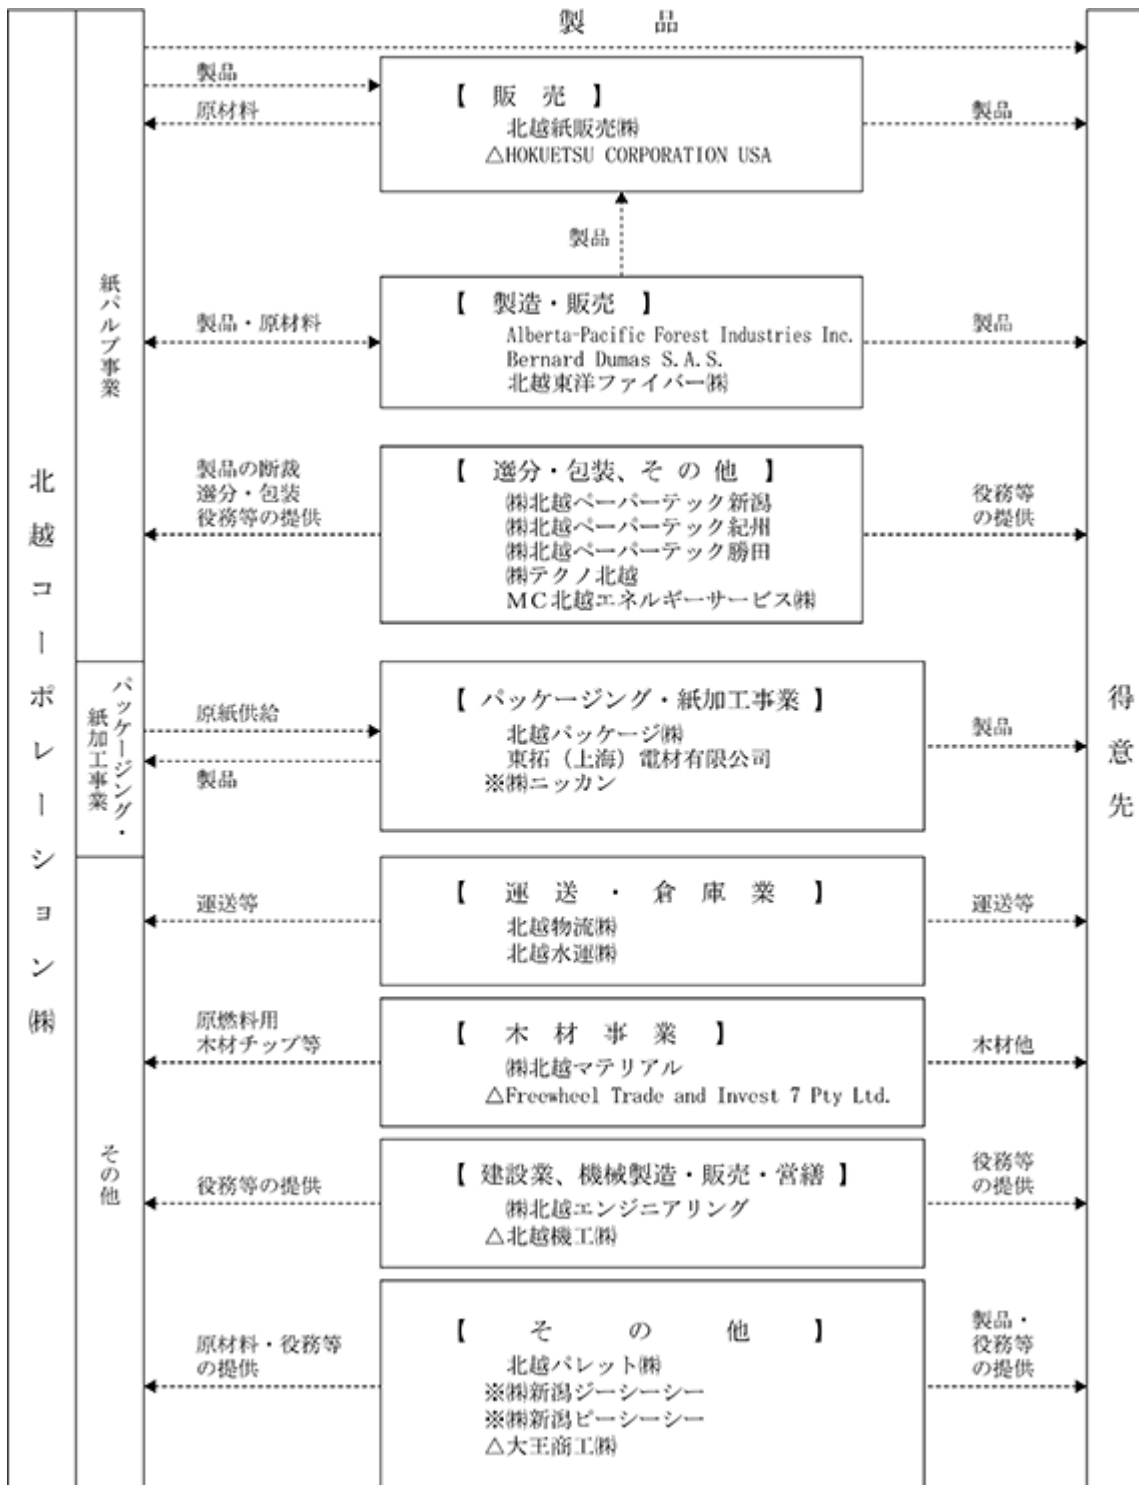 製 品
北越コーポレーション㈱
紙パルプ事業
製品
原材料
【 販 売 】
北越紙販売㈱
△HOKUETSU CORPORATION USA
製品
製品
製品・原材料
【 製造・販売 】
Alberta-Pacific Forest Industries Inc.
Bernard Dumas S.A.S.
北越東洋ファイバー㈱
製品
製品の断裁
選分・包装
役務等の提供
【 選分・包装、その他 】
㈱北越ペーパーテック新潟
㈱北越ペーパーテック紀州
㈱北越ペーパーテック勝田
㈱テクノ北越
MC北越エネルギーサービス㈱
役務等
の提供
パッケージング・
紙加工事業
原紙供給
製品
【 パッケージング・紙加工事業 】
北越パッケージ㈱
東拓（上海）電材有限公司
※㈱ニッカン
製品
得意先
その他
運送等
【 運 送 ・ 倉 庫 業 】
北越物流㈱
北越水運㈱
運送等
原燃料用
木材チップ等
【 木 材 事 業 】
㈱北越マテリアル
△Freewheel Trade and Invest 7 Pty Ltd.
木材他
役務等の提供
【 建設業、機械製造・販売・営繕 】
㈱北越エンジニアリング
△北越機工㈱
役務等
の提供
原材料・役務等
の提供
【 そ の 他 】
北越パレット㈱
※㈱新潟ジーシーシー
※㈱新潟ピーシーシー
△大王商工㈱
製品・
役務等
の提供